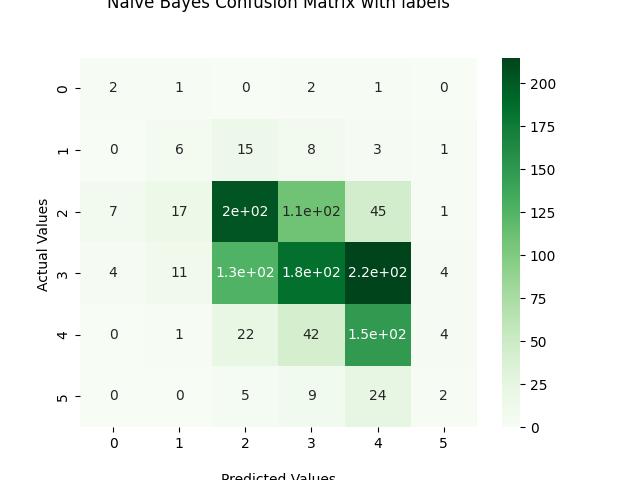 Naive Bayes Confusion Matrix with labels
0 2 1 0 2 1 0
1 0 6 15 8 3 1
2 7 17 2e+02 1.1e+02 45 1
3 4 11 1.3e+02 1.8e+02 2.2e+02 4
4 0 1 22 42 1.5e+02 4
5 0 0 5 9 24 2
0 1 2 3 4 5
Actual Values
Predicted Values
200
175
150
125
100
75
50
25
0